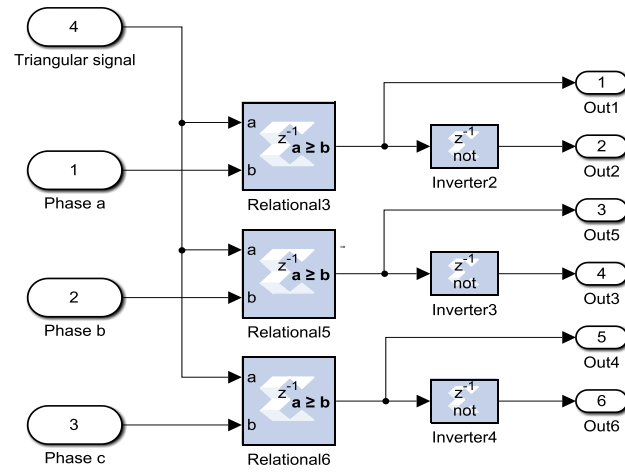 4
Triangular signal
1
Phase a
2
Phase b
3
Phase c
a
b
z-1
a ≥ b
Relational3
a
b
z-1
a ≥ b
Relational5
a
b
z-1
a ≥ b
Relational6
z-1
not
Inverter2
z-1
not
Inverter3
z-1
not
Inverter4
1
Out1
2
Out2
3
Out5
4
Out3
5
Out4
6
Out6